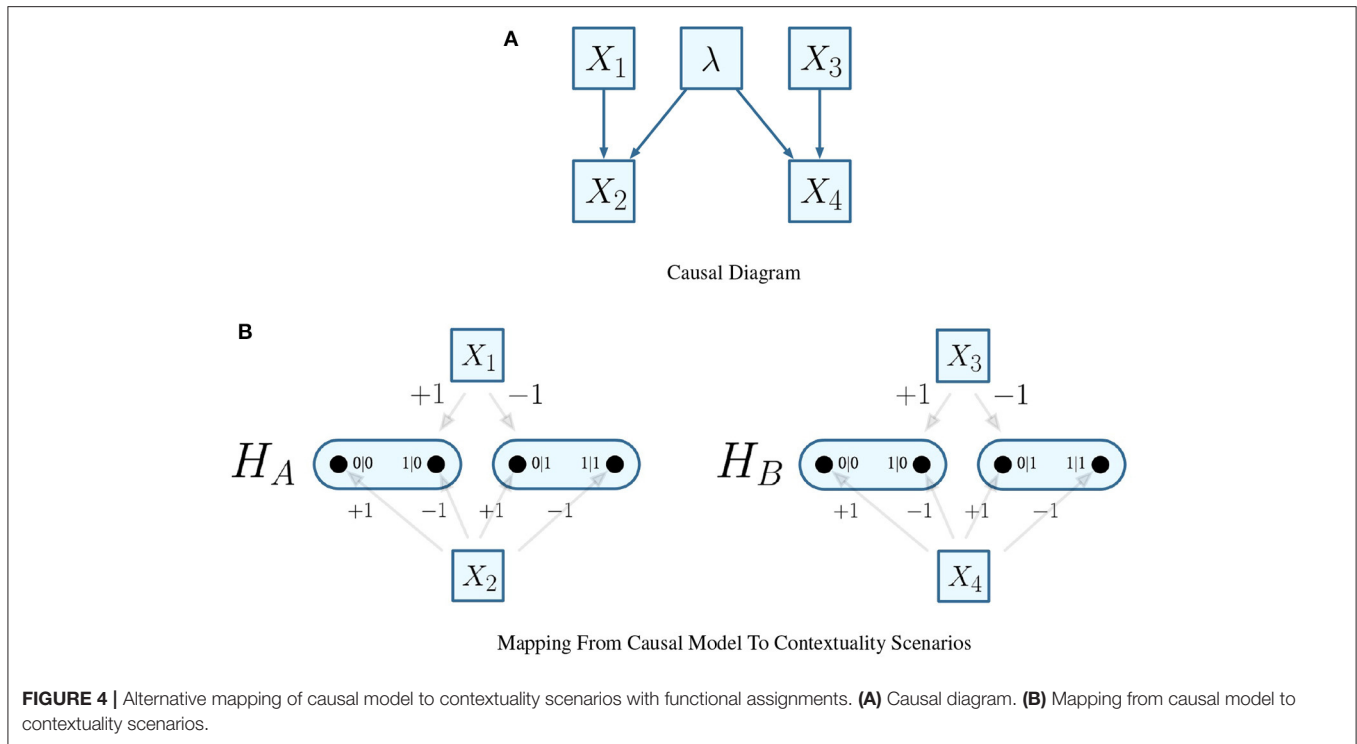 A
X1 λ X3
X2 X4
Causal Diagram
B
X1 X3
+1 −1 +1 −1
HA 0|0 1|0 0|1 1|1 HB 0|0 1|0 0|1 1|1
+1 −1 +1 −1 +1 −1 +1 −1
X2 X4
Mapping From Causal Model To Contextuality Scenarios
FIGURE 4 | Alternative mapping of causal model to contextuality scenarios with functional assignments. (A) Causal diagram. (B) Mapping from causal model to
contextuality scenarios.